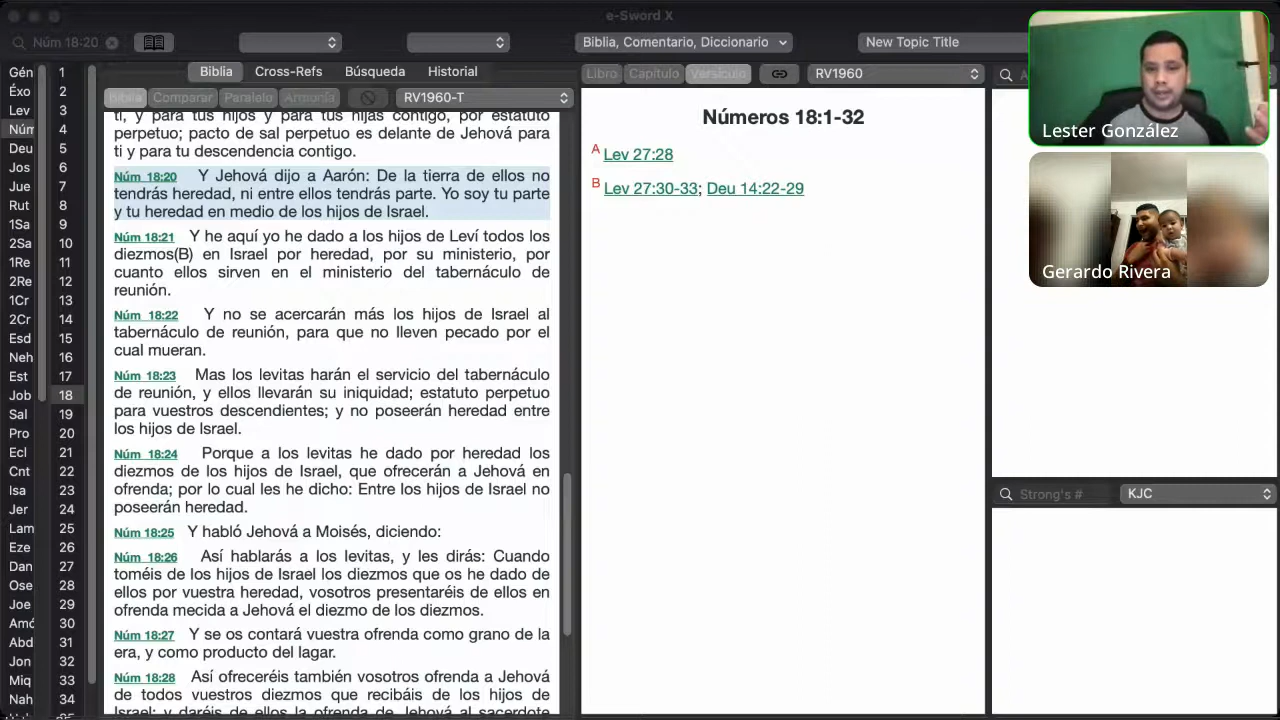 e-Sword X
Núm 18:20
Biblia, Comentario, Diccionario
New Topic Title
Biblia
Cross-Refs
Búsqueda
Historial
Biblia
Comparar
Paralelo
Armonía
RV1960-T
Libro
Capítulo
Versículo
RV1960
Gén
Éxo
Lev
Núm
Deu
Jos
Jue
Rut
1Sa
2Sa
1Re
2Re
1Cr
2Cr
Esd
Neh
Est
Job
Sal
Pro
Ecl
Cnt
Isa
Jer
Lam
Eze
Dan
Ose
Joe
Amó
Abd
Jon
Miq
Nah
1
2
3
4
5
6
7
8
9
10
11
12
13
14
15
16
17
18
19
20
21
22
23
24
25
26
27
28
29
30
31
32
33
34
ti, y para tus hijos y para tus hijas contigo, por estatuto
perpetuo; pacto de sal perpetuo es delante de Jehová para
ti y para tu descendencia contigo.
Núm 18:20 Y Jehová dijo a Aarón: De la tierra de ellos no
tendrás heredad, ni entre ellos tendrás parte. Yo soy tu parte
y tu heredad en medio de los hijos de Israel.
Núm 18:21 Y he aquí yo he dado a los hijos de Leví todos los
diezmos(B) en Israel por heredad, por su ministerio, por
cuanto ellos sirven en el ministerio del tabernáculo de
reunión.
Núm 18:22 Y no se acercarán más los hijos de Israel al
tabernáculo de reunión, para que no lleven pecado por el
cual mueran.
Núm 18:23 Mas los levitas harán el servicio del tabernáculo
de reunión, y ellos llevarán su iniquidad; estatuto perpetuo
para vuestros descendientes; y no poseerán heredad entre
los hijos de Israel.
Núm 18:24 Porque a los levitas he dado por heredad los
diezmos de los hijos de Israel, que ofrecerán a Jehová en
ofrenda; por lo cual les he dicho: Entre los hijos de Israel no
poseerán heredad.
Núm 18:25 Y habló Jehová a Moisés, diciendo:
Núm 18:26 Así hablarás a los levitas, y les dirás: Cuando
toméis de los hijos de Israel los diezmos que os he dado de
ellos por vuestra heredad, vosotros presentaréis de ellos en
ofrenda mecida a Jehová el diezmo de los diezmos.
Núm 18:27 Y se os contará vuestra ofrenda como grano de la
era, y como producto del lagar.
Núm 18:28 Así ofreceréis también vosotros ofrenda a Jehová
de todos vuestros diezmos que recibáis de los hijos de
Israel; y daréis de ellos la ofrenda de Jehová al sacerdote
Números 18:1-32
A Lev 27:28
B Lev 27:30-33; Deu 14:22-29
Lester González
Gerardo Rivera
Strong's #
KJC